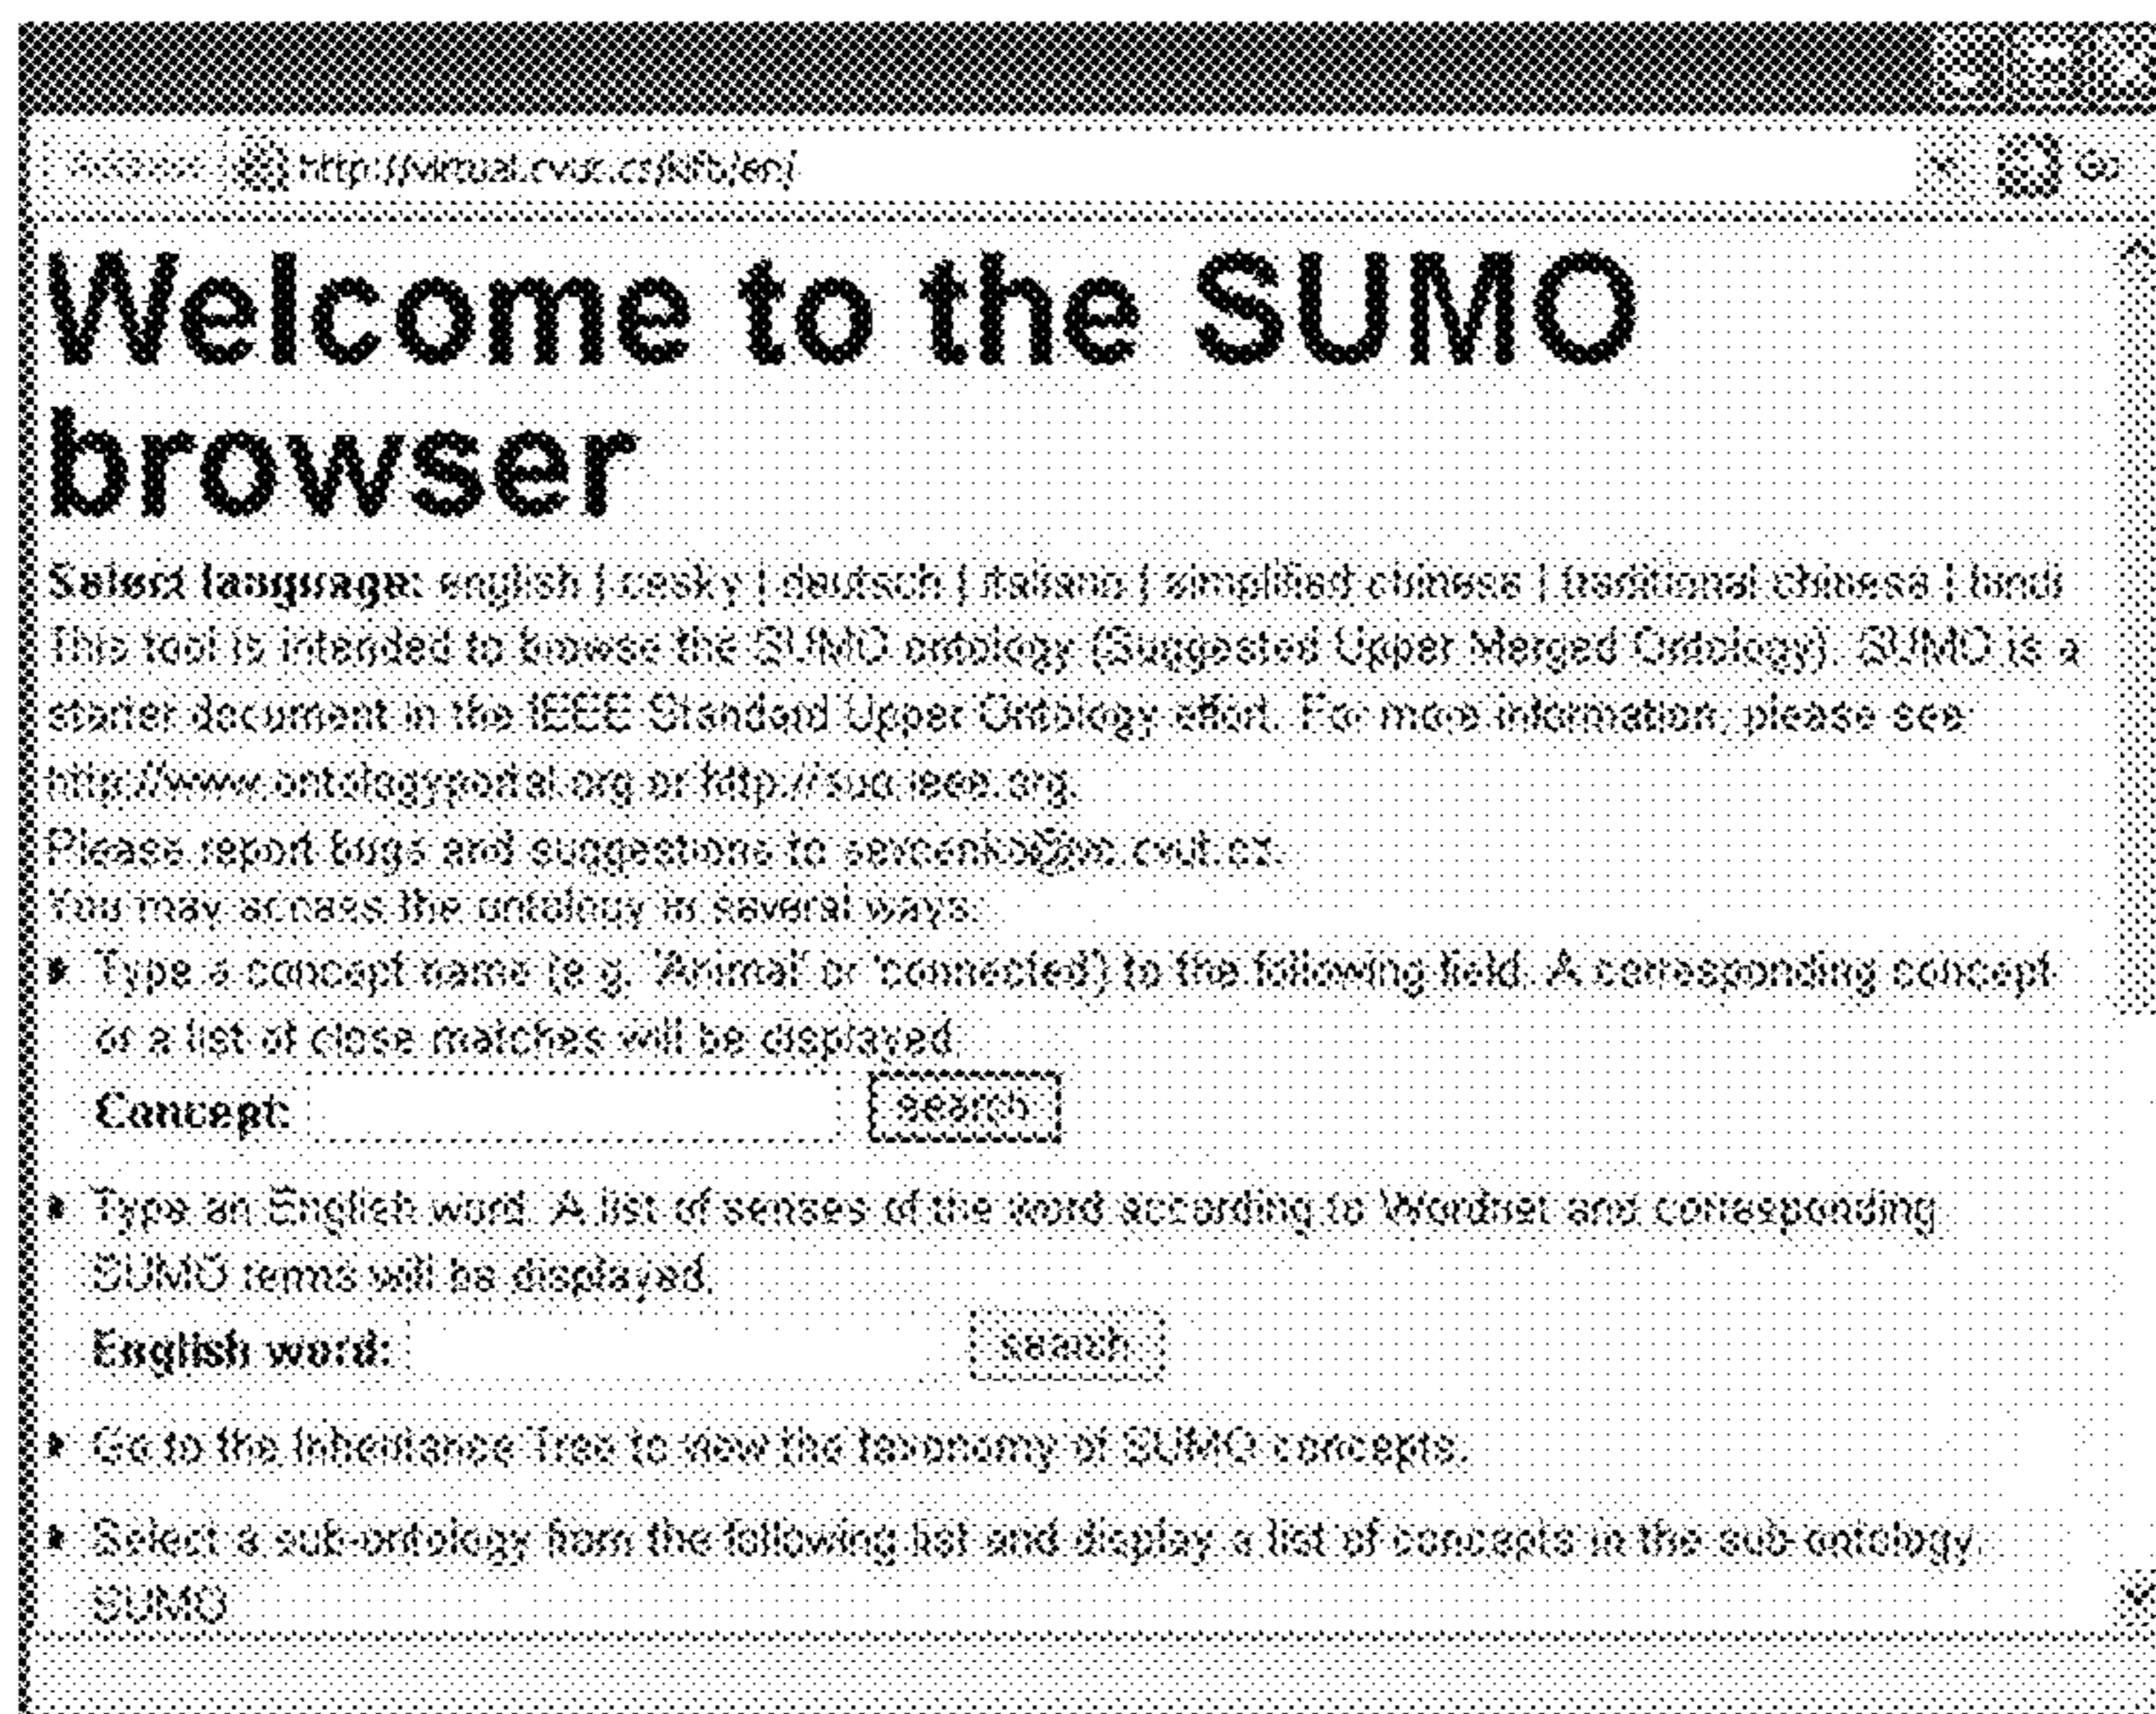 Address http://virtual.cvut.cz/kifb/en/ Go
Welcome to the SUMO
browser
Select language: english | cesky | deutsch | italiano | simplified chinese | traditional chinese | hindi
This tool is intended to browse the SUMO ontology (Suggested Upper Merged Ontology). SUMO is a
starter document in the IEEE Standard Upper Ontology effort. For more information, please see
http://www.ontologyportal.org or http://suo.ieee.org.
Please report bugs and suggestions to sevcenko@vc.cvut.cz.
You may access the ontology in several ways:
Type a concept name (e.g. 'Animal' or 'connected') to the following field. A corresponding concept
or a list of close matches will be displayed.
Concept: search
Type an English word. A list of senses of the word according to Wordnet and corresponding
SUMO terms will be displayed.
English word: search
Go to the Inheritance Tree to view the taxonomy of SUMO concepts.
Select a sub-ontology from the following list and display a list of concepts in the sub-ontology.
SUMO